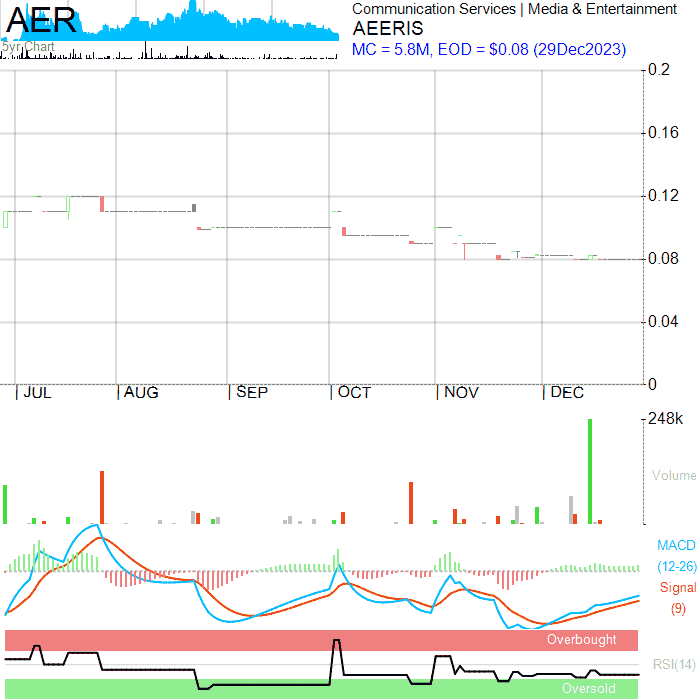 AER
5yr Chart
Communication Services | Media & Entertainment
AEERIS
MC = 5.8M, EOD = $0.08 (29Dec2023)
0.2
0.16
0.12
0.08
0.04
0
JUL AUG SEP OCT NOV DEC
248k
Volume
MACD
(12-26)
Signal
(9)
Overbought
RSI(14)
Oversold